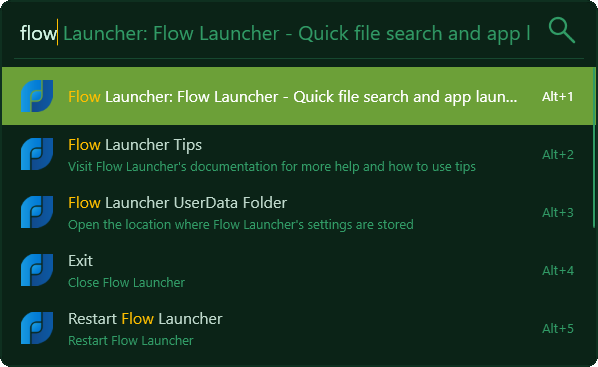 flow Launcher: Flow Launcher - Quick file search and app l
Flow Launcher: Flow Launcher - Quick file search and app laun... Alt+1
Flow Launcher Tips Alt+2
Visit Flow Launcher's documentation for more help and how to use tips
Flow Launcher UserData Folder Alt+3
Open the location where Flow Launcher's settings are stored
Exit Alt+4
Close Flow Launcher
Restart Flow Launcher Alt+5
Restart Flow Launcher